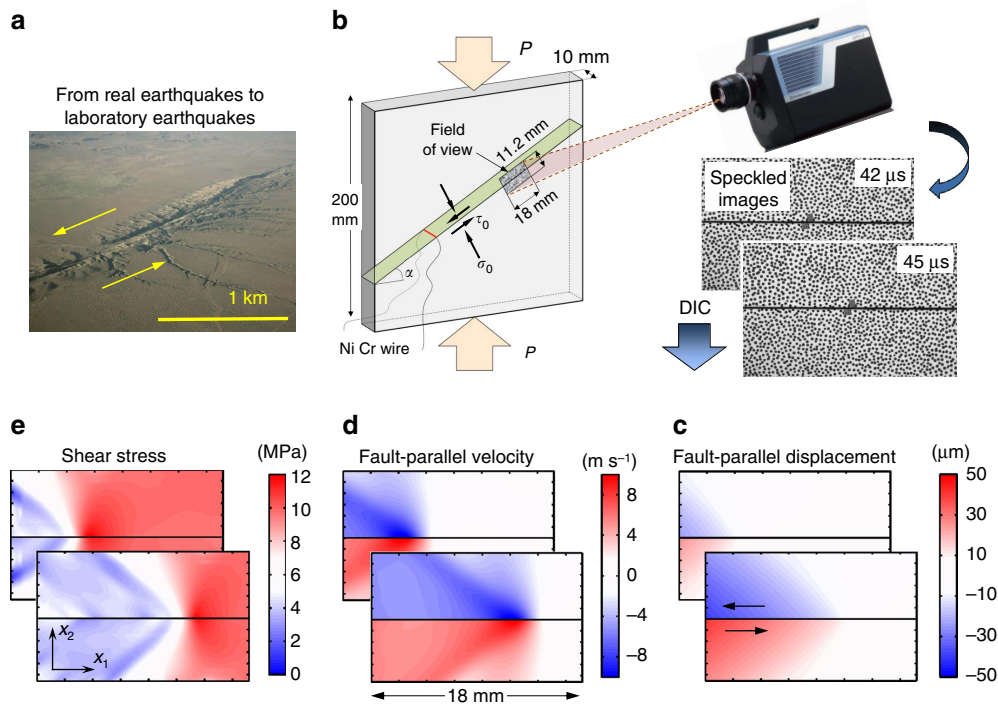 a
From real earthquakes to
laboratory earthquakes
1 km
b
P
10 mm
Field
of view
11.2 mm
18 mm
200
mm
τ0
σ0
α
Ni Cr wire
P
Speckled
images
42 μs
45 μs
DIC
e
Shear stress
(MPa)
12
10
8
6
4
2
0
x2
x1
d
Fault-parallel velocity
(m s⁻¹)
8
4
0
−4
−8
18 mm
c
Fault-parallel displacement
(μm)
50
30
10
−10
−30
−50